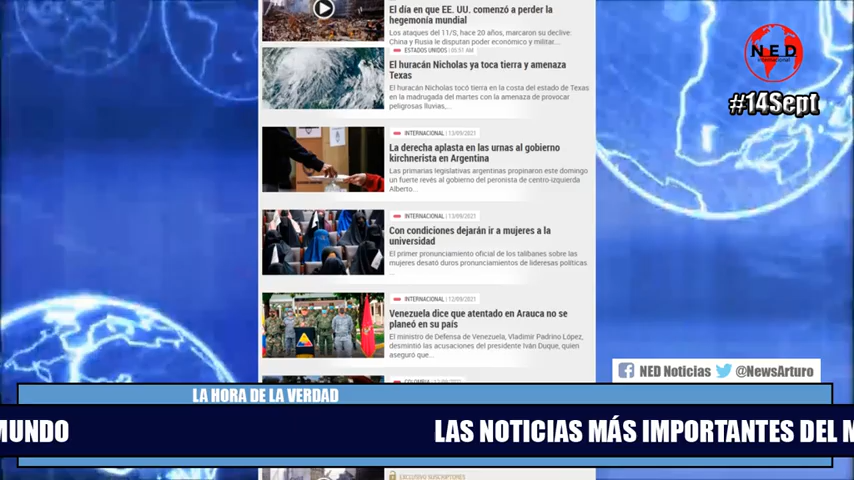 El día en que EE. UU. comenzó a perder la
hegemonía mundial
Los ataques del 11/S, hace 20 años, marcaron su declive.
China y Rusia le disputan poder económico y militar...
ESTADOS UNIDOS | 05:51 AM
El huracán Nicholas ya toca tierra y amenaza
Texas
El huracán Nicholas tocó tierra en la costa del estado de Texas
en la madrugada del martes con la amenaza de provocar
peligrosas lluvias,...
INTERNACIONAL | 13/09/2021
La derecha aplasta en las urnas al gobierno
kirchnerista en Argentina
Las primarias legislativas argentinas propinaron este domingo
un fuerte revés al gobierno del peronista de centro-izquierda
Alberto...
INTERNACIONAL | 13/09/2021
Con condiciones dejarán ir a mujeres a la
universidad
El primer pronunciamiento oficial de los talibanes sobre las
mujeres desató duros pronunciamientos de lideresas políticas
...
INTERNACIONAL | 12/09/2021
Venezuela dice que atentado en Arauca no se
planeó en su país
El ministro de Defensa de Venezuela, Vladimir Padrino López,
desmintió las acusaciones del presidente Iván Duque, quien
aseguró que...
COLOMBIA
N.E.D
International
#14Sept
NED Noticias @NewsArturo
LA HORA DE LA VERDAD
MUNDO LAS NOTICIAS MÁS IMPORTANTES DEL M
EXCLUSIVO SUSCRIPTORES